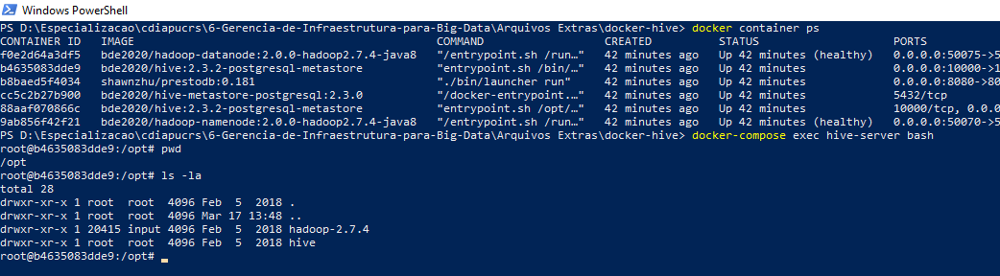 Windows PowerShell
PS D:\Especializacao\cdiapucrs\6-Gerencia-de-Infraestrutura-para-Big-Data\Arquivos Extras\docker-hive> docker container ps
CONTAINER ID   IMAGE                                             COMMAND                  CREATED          STATUS                    PORTS
f0e2d64a3df5   bde2020/hadoop-datanode:2.0.0-hadoop2.7.4-java8   "/entrypoint.sh /run…"   42 minutes ago   Up 42 minutes (healthy)   0.0.0.0:50075->5
b4635083dde9   bde2020/hive:2.3.2-postgresql-metastore           "entrypoint.sh /bin/…"   42 minutes ago   Up 42 minutes             0.0.0.0:10000->1
b8baed5f4034   shawnzhu/prestodb:0.181                           "./bin/launcher run"     42 minutes ago   Up 42 minutes             0.0.0.0:8080->80
cc5c2b27b900   bde2020/hive-metastore-postgresql:2.3.0           "/docker-entrypoint.…"   42 minutes ago   Up 42 minutes             5432/tcp
88aaf070866c   bde2020/hive:2.3.2-postgresql-metastore           "entrypoint.sh /opt/…"   42 minutes ago   Up 42 minutes             10000/tcp, 0.0.0
9ab856f42f21   bde2020/hadoop-namenode:2.0.0-hadoop2.7.4-java8   "/entrypoint.sh /run…"   42 minutes ago   Up 42 minutes (healthy)   0.0.0.0:50070->5
PS D:\Especializacao\cdiapucrs\6-Gerencia-de-Infraestrutura-para-Big-Data\Arquivos Extras\docker-hive> docker-compose exec hive-server bash
root@b4635083dde9:/opt# pwd
/opt
root@b4635083dde9:/opt# ls -la
total 28
drwxr-xr-x 1 root  root  4096 Feb  5  2018 .
drwxr-xr-x 1 root  root  4096 Mar 17 13:48 ..
drwxr-xr-x 1 20415 input 4096 Feb  5  2018 hadoop-2.7.4
drwxr-xr-x 1 root  root  4096 Feb  5  2018 hive
root@b4635083dde9:/opt#